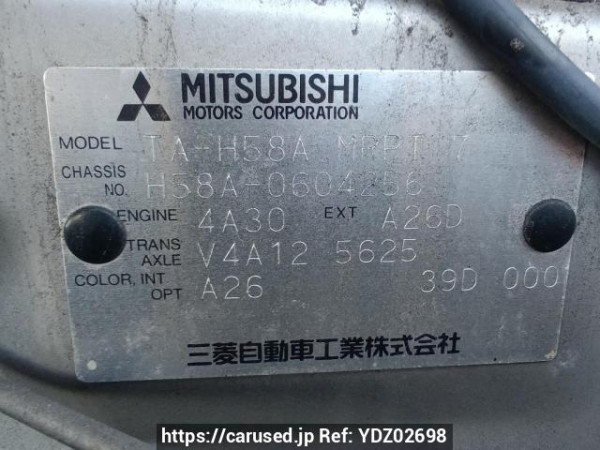 MITSUBISHI
MOTORS CORPORATION
MODEL TA-H58A
CHASSIS NO. H58A-0604256
ENGINE 4A30 EXT A26D
TRANS AXLE V4A12 5625
COLOR, INT OPT A26 39D 000
三菱自動車工業株式会社
https://carused.jp Ref: YDZ02698